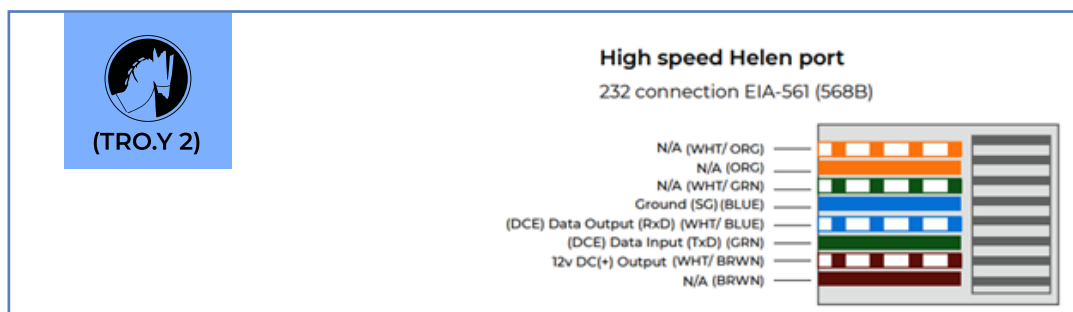 (TRO.Y 2)
High speed Helen port
232 connection EIA-561 (568B)
N/A (WHT/ ORG)
N/A (ORG)
N/A (WHT/ GRN)
Ground (SG)(BLUE)
(DCE) Data Output (RxD) (WHT/ BLUE)
(DCE) Data Input (TxD) (GRN)
12v DC(+) Output (WHT/ BRWN)
N/A (BRWN)